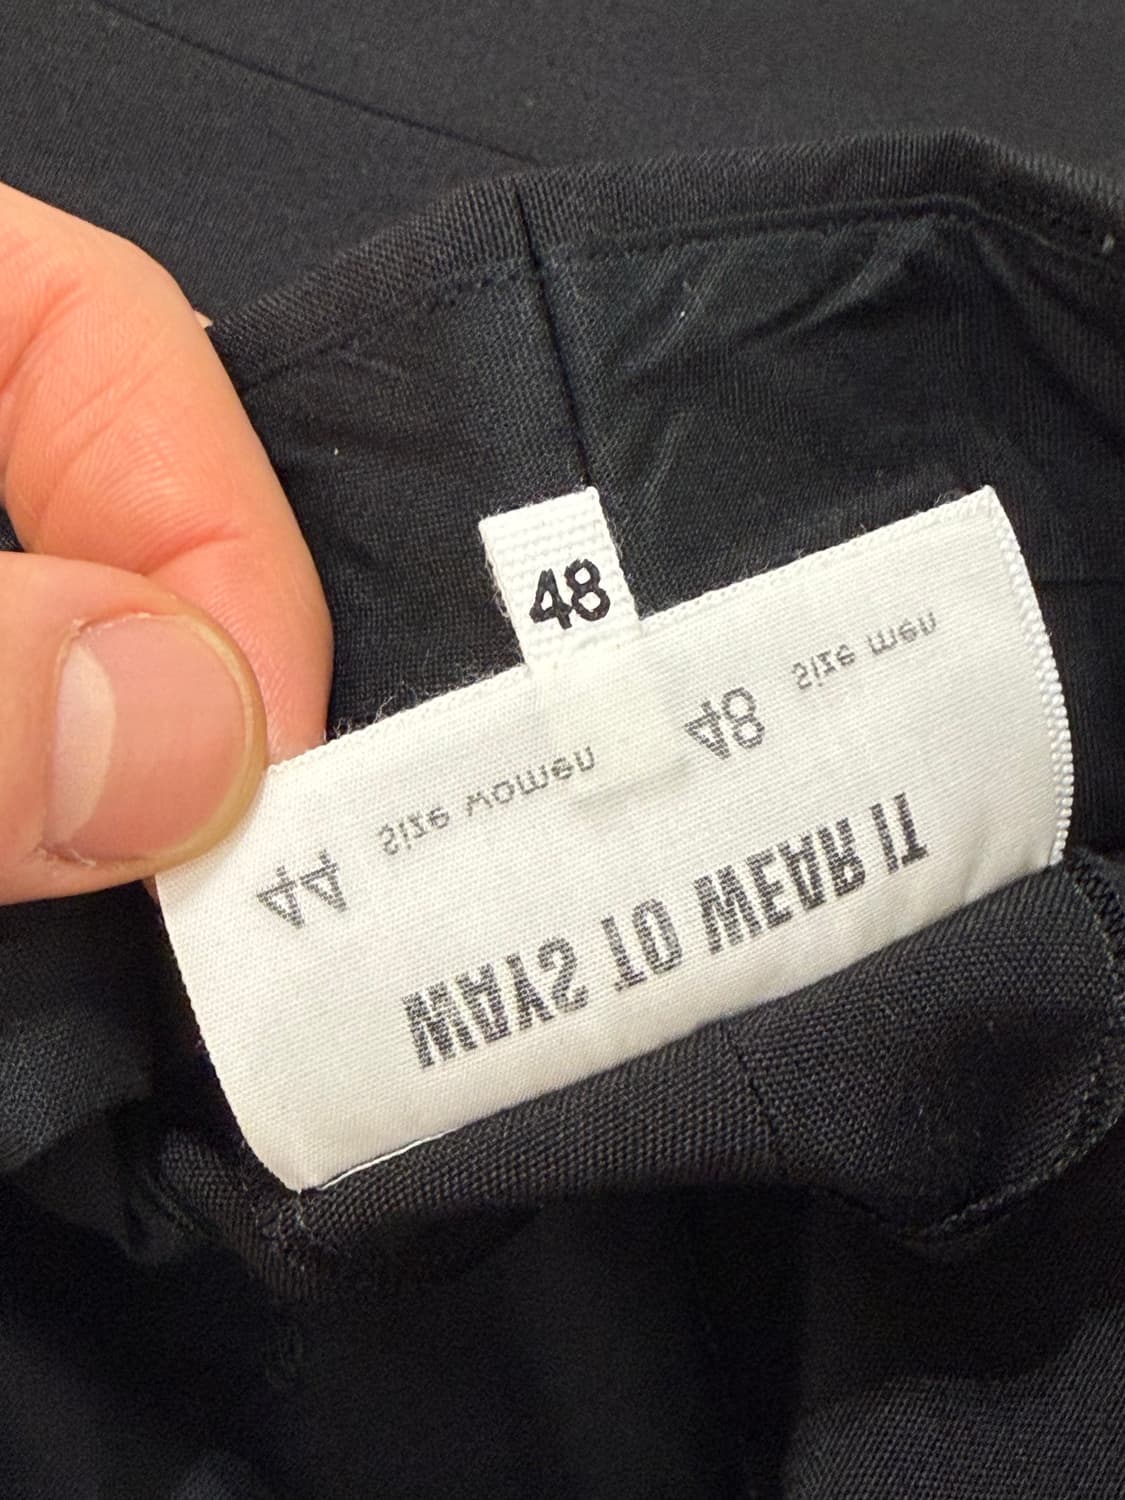 48
WAYS TO WEAR IT
44 Size women 48 Size men